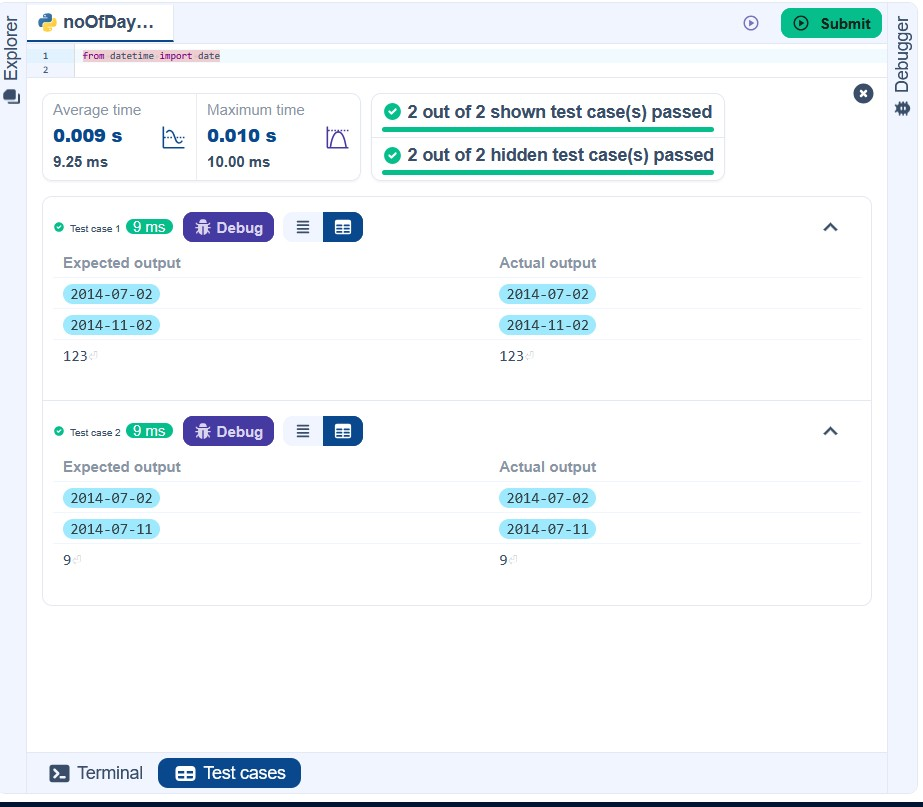 Explorer
noOfDay...
Submit
Debugger
1 from datetime import date
2
Average time
0.009 s
9.25 ms
Maximum time
0.010 s
10.00 ms
2 out of 2 shown test case(s) passed
2 out of 2 hidden test case(s) passed
Test case 1 9 ms Debug
Expected output Actual output
2014-07-02 2014-07-02
2014-11-02 2014-11-02
123⏎ 123⏎
Test case 2 9 ms Debug
Expected output Actual output
2014-07-02 2014-07-02
2014-07-11 2014-07-11
9⏎ 9⏎
Terminal Test cases